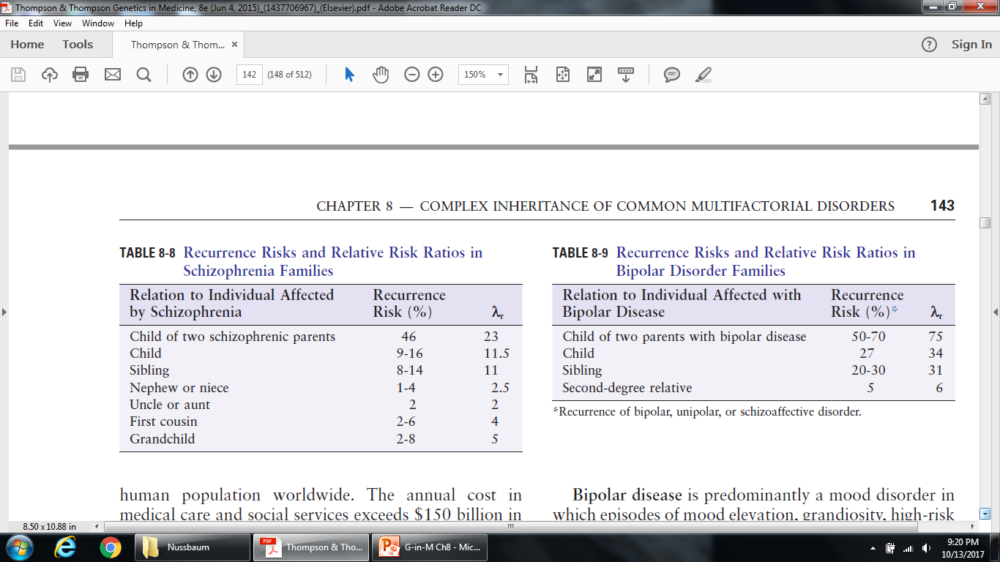 Thompson & Thompson Genetics in Medicine, 8e (Jun 4, 2015)_(1437706967)_(Elsevier).pdf - Adobe Acrobat Reader DC
File Edit View Window Help
Home Tools Thompson & Thom... × ? Sign In
142 (148 of 512) 150%
CHAPTER 8 — COMPLEX INHERITANCE OF COMMON MULTIFACTORIAL DISORDERS 143
TABLE 8-8 Recurrence Risks and Relative Risk Ratios in
Schizophrenia Families
Relation to Individual Affected Recurrence
by Schizophrenia Risk (%) λr
Child of two schizophrenic parents 46 23
Child 9-16 11.5
Sibling 8-14 11
Nephew or niece 1-4 2.5
Uncle or aunt 2 2
First cousin 2-6 4
Grandchild 2-8 5
TABLE 8-9 Recurrence Risks and Relative Risk Ratios in
Bipolar Disorder Families
Relation to Individual Affected with Recurrence
Bipolar Disease Risk (%)* λr
Child of two parents with bipolar disease 50-70 75
Child 27 34
Sibling 20-30 31
Second-degree relative 5 6
*Recurrence of bipolar, unipolar, or schizoaffective disorder.
human population worldwide. The annual cost in
medical care and social services exceeds $150 billion in
Bipolar disease is predominantly a mood disorder in
which episodes of mood elevation, grandiosity, high-risk
8.50 x 10.88 in
Nussbaum PDF Thompson & Tho... G-in-M Ch8 - Mic... 9:20 PM
10/13/2017